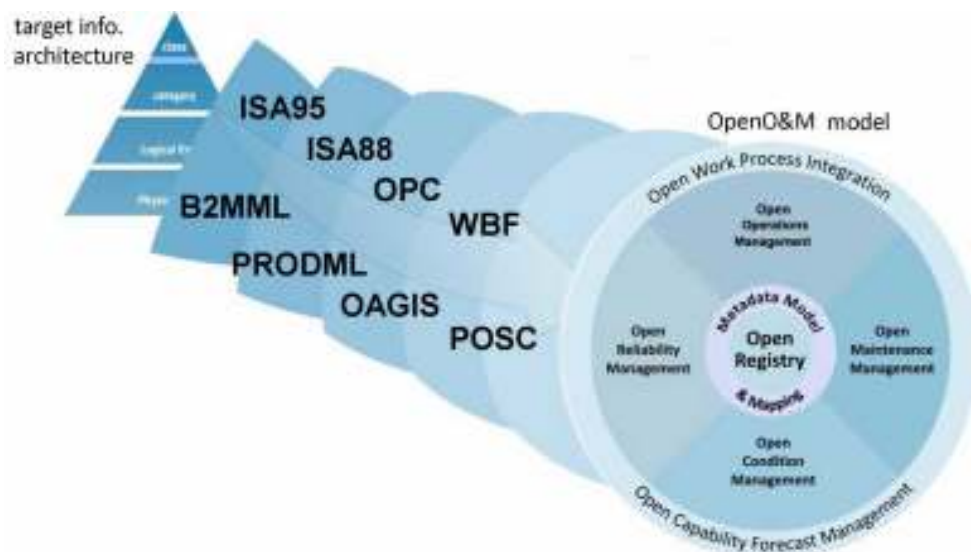 target info.
architecture
class
ISA95
ISA88
OPC
WBF
B2MML
PRODML
OAGIS
POSC
OpenO&M model
Open Work Process Integration
Open
Operations
Management
Open
Reliability
Management
Metadata Model
Open
Registry
& Mapping
Open
Maintenance
Management
Open
Condition
Management
Open Capability Forecast Management